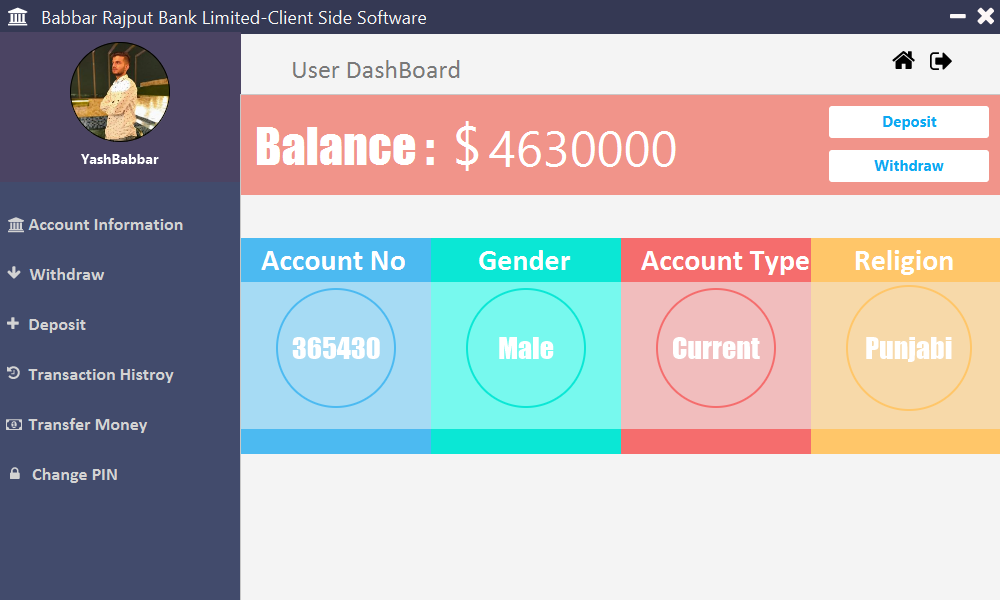 Babbar Rajput Bank Limited-Client Side Software
YashBabbar
Account Information
Withdraw
Deposit
Transaction Histroy
Transfer Money
Change PIN
User DashBoard
Balance : $ 4630000
Deposit
Withdraw
Account No
365430
Gender
Male
Account Type
Current
Religion
Punjabi